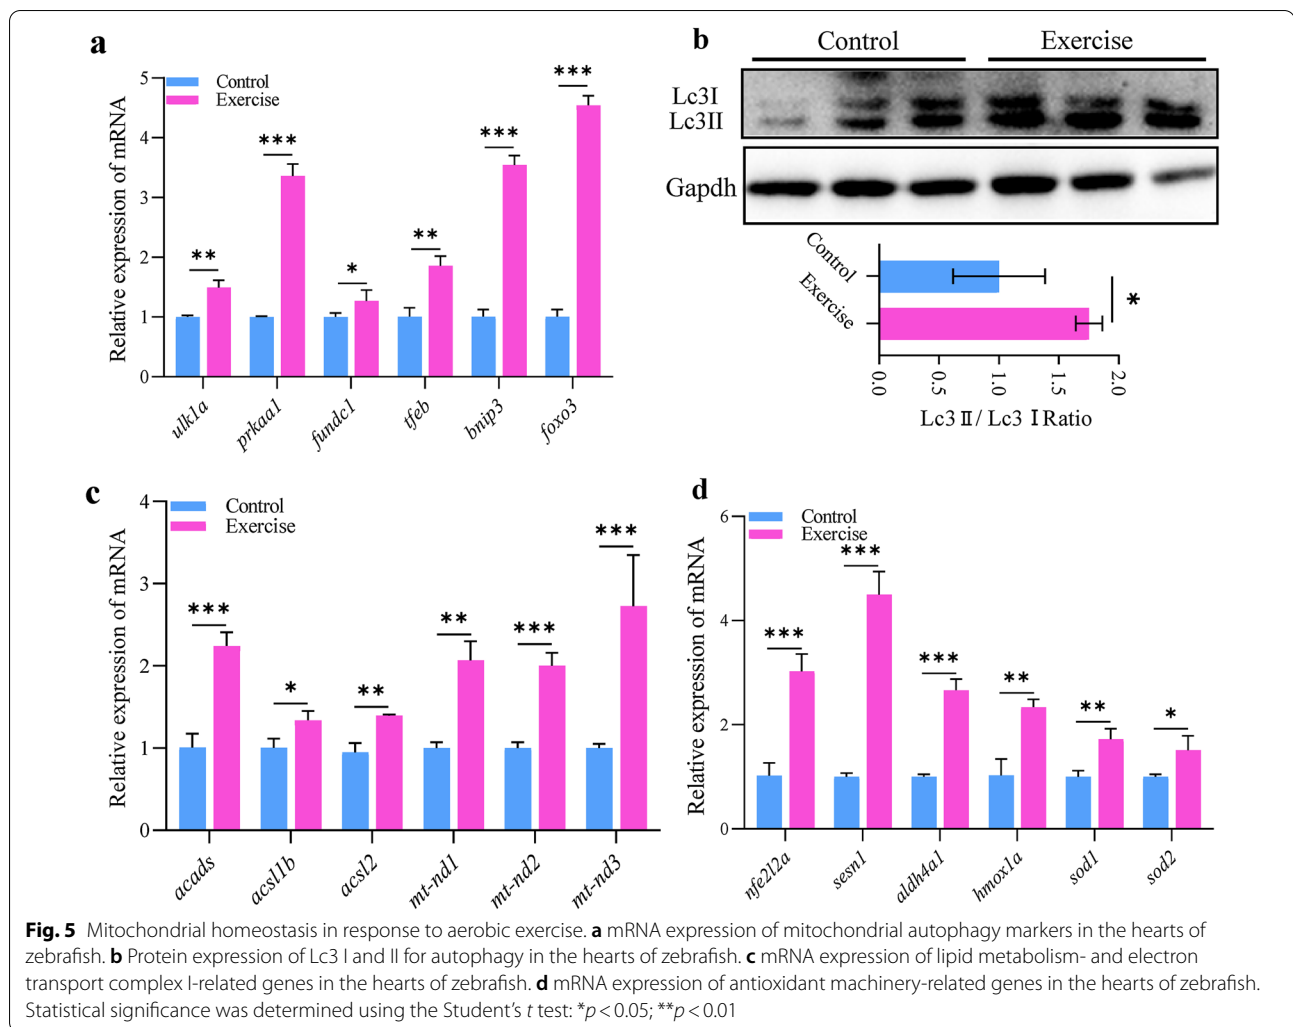 a
Control
Exercise
Relative expression of mRNA
5
4
3
2
1
0
**
***
*
**
***
***
ulk1a
prkaa1
fundc1
tfeb
bnip3
foxo3
b
Control
Exercise
Lc3I
Lc3II
Gapdh
Control
Exercise
*
0.0
0.5
1.0
1.5
2.0
Lc3 II / Lc3 I Ratio
c
Control
Exercise
Relative expression of mRNA
4
3
2
1
0
***
*
**
**
***
***
acads
acsl1b
acsl2
mt-nd1
mt-nd2
mt-nd3
d
Control
Exercise
Relative expression of mRNA
6
4
2
0
***
***
***
**
**
*
nfe2l2a
sesn1
aldh4a1
hmox1a
sod1
sod2
Fig. 5 Mitochondrial homeostasis in response to aerobic exercise. a mRNA expression of mitochondrial autophagy markers in the hearts of
zebrafish. b Protein expression of Lc3 I and II for autophagy in the hearts of zebrafish. c mRNA expression of lipid metabolism- and electron
transport complex I-related genes in the hearts of zebrafish. d mRNA expression of antioxidant machinery-related genes in the hearts of zebrafish.
Statistical significance was determined using the Student's t test: *p < 0.05; **p < 0.01